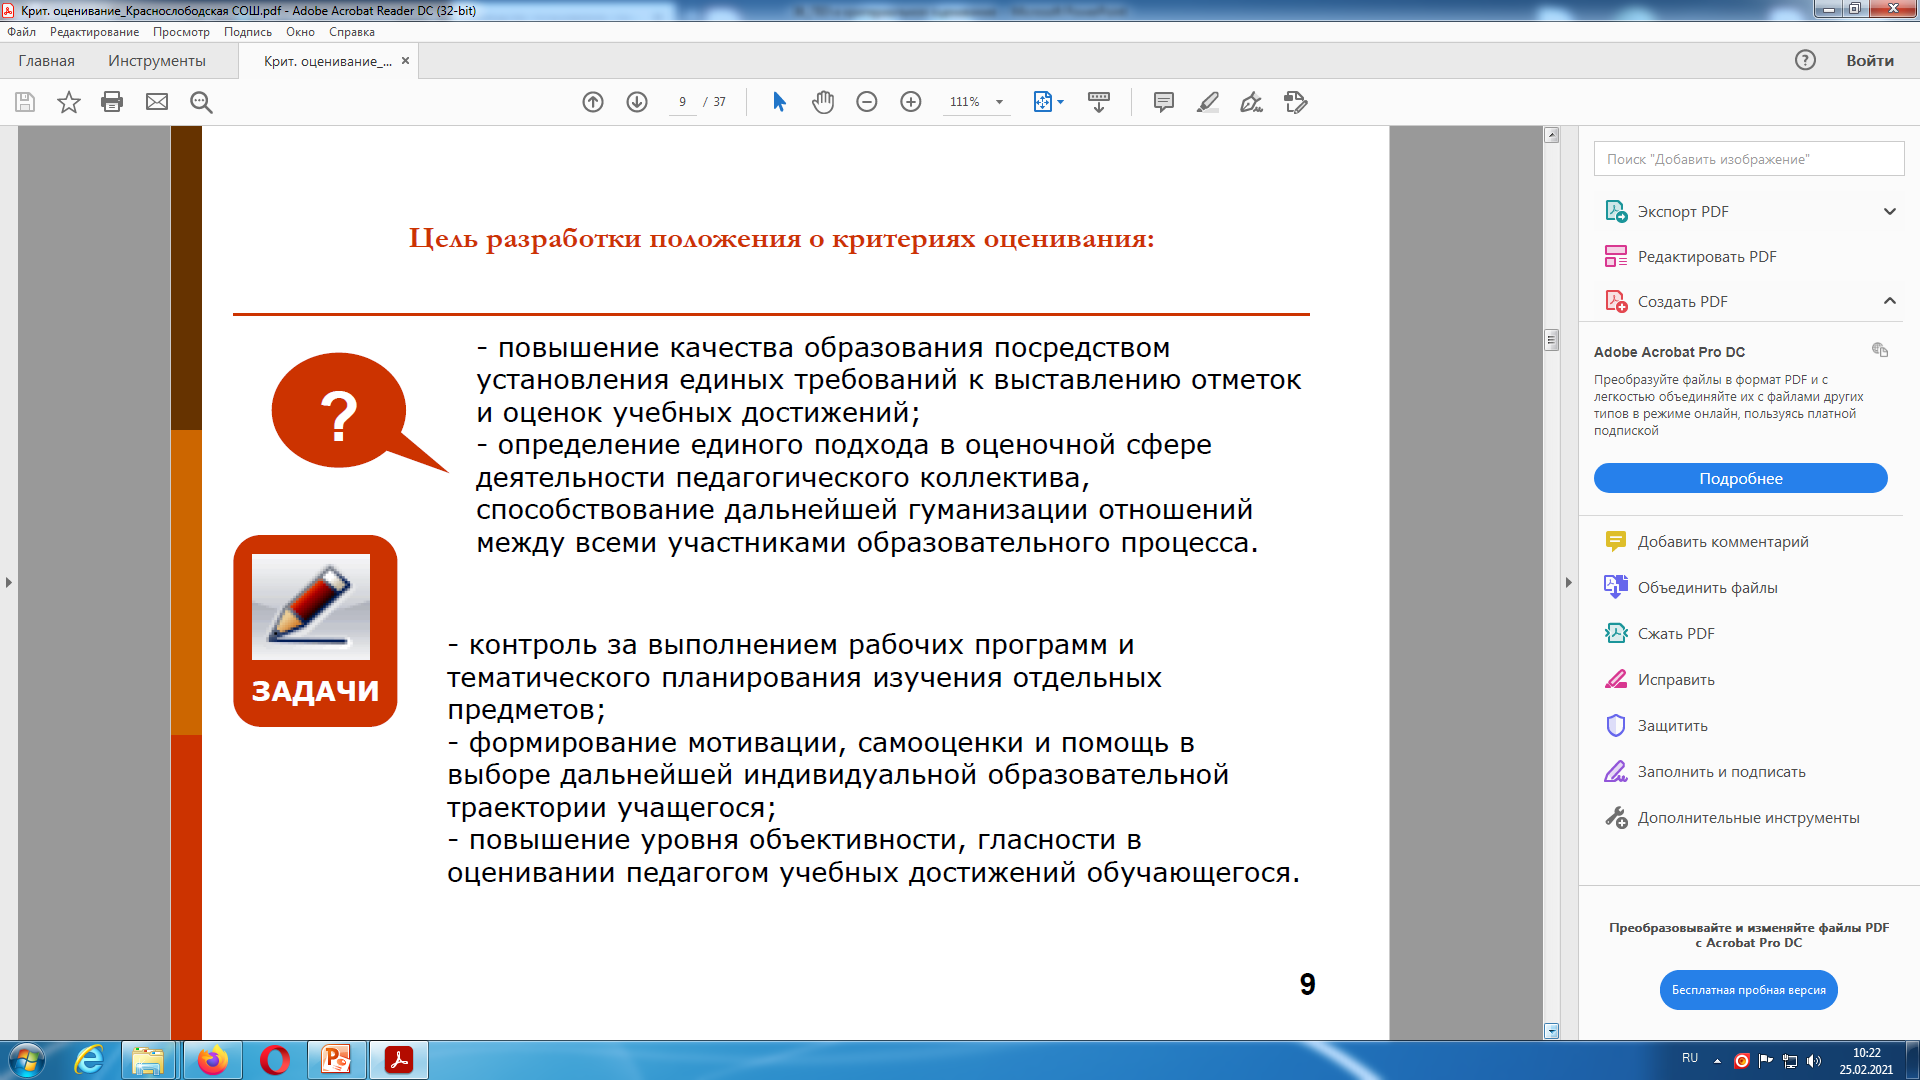 Крит. оценивание_Краснослободская СОШ.pdf - Adobe Acrobat Reader DC (32-bit)
Файл Редактирование Просмотр Подпись Окно Справка
Главная Инструменты Крит. оценивание_... × Войти
9 / 37 111%
Цель разработки положения о критериях оценивания:
?
- повышение качества образования посредством
установления единых требований к выставлению отметок
и оценок учебных достижений;
- определение единого подхода в оценочной сфере
деятельности педагогического коллектива,
способствование дальнейшей гуманизации отношений
между всеми участниками образовательного процесса.
ЗАДАЧИ
- контроль за выполнением рабочих программ и
тематического планирования изучения отдельных
предметов;
- формирование мотивации, самооценки и помощь в
выборе дальнейшей индивидуальной образовательной
траектории учащегося;
- повышение уровня объективности, гласности в
оценивании педагогом учебных достижений обучающегося.
9
Поиск "Добавить изображение"
Экспорт PDF
Редактировать PDF
Создать PDF
Adobe Acrobat Pro DC
Преобразуйте файлы в формат PDF и с
легкостью объединяйте их с файлами других
типов в режиме онлайн, пользуясь платной
подпиской
Подробнее
Добавить комментарий
Объединить файлы
Сжать PDF
Исправить
Защитить
Заполнить и подписать
Дополнительные инструменты
Преобразовывайте и изменяйте файлы PDF
с Acrobat Pro DC
Бесплатная пробная версия
RU
10:22
25.02.2021